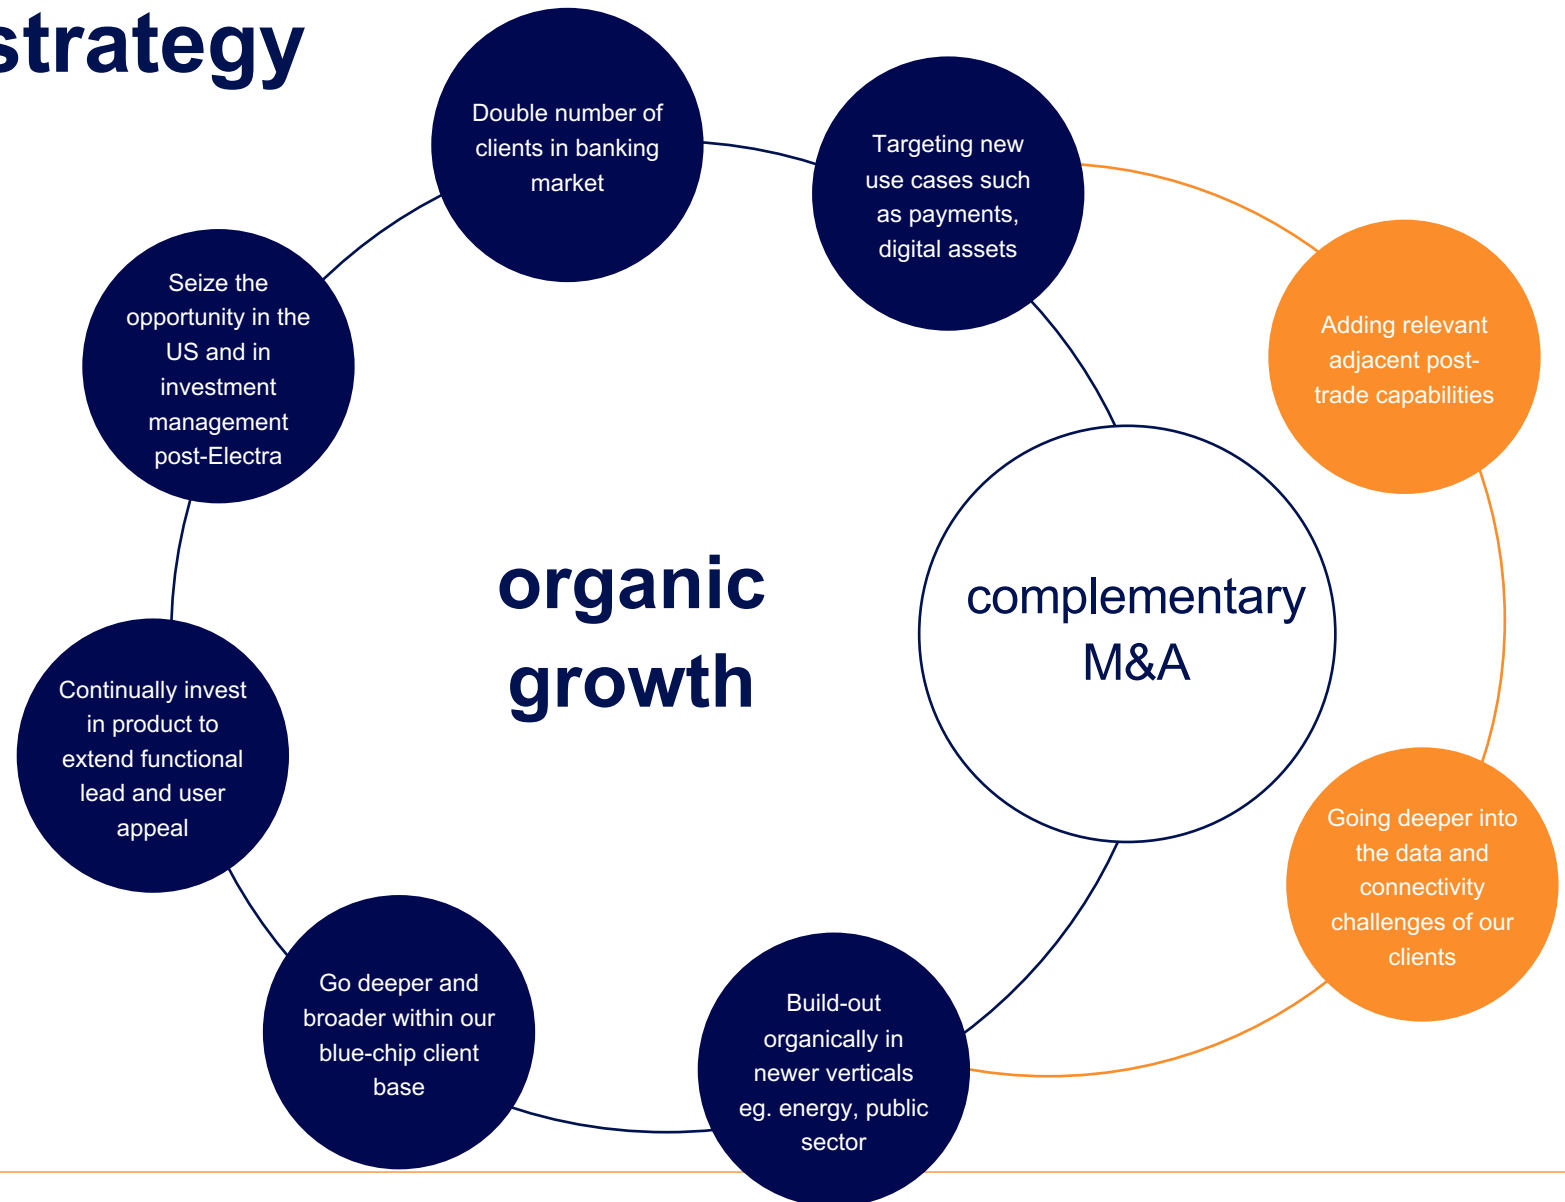 strategy
Double number of
clients in banking
market
Targeting new
use cases such
as payments,
digital assets
Seize the
opportunity in the
US and in
investment
management
post-Electra
Adding relevant
adjacent post-
trade capabilities
organic
growth
complementary
M&A
Continually invest
in product to
extend functional
lead and user
appeal
Going deeper into
the data and
connectivity
challenges of our
clients
Go deeper and
broader within our
blue-chip client
base
Build-out
organically in
newer verticals
eg. energy, public
sector